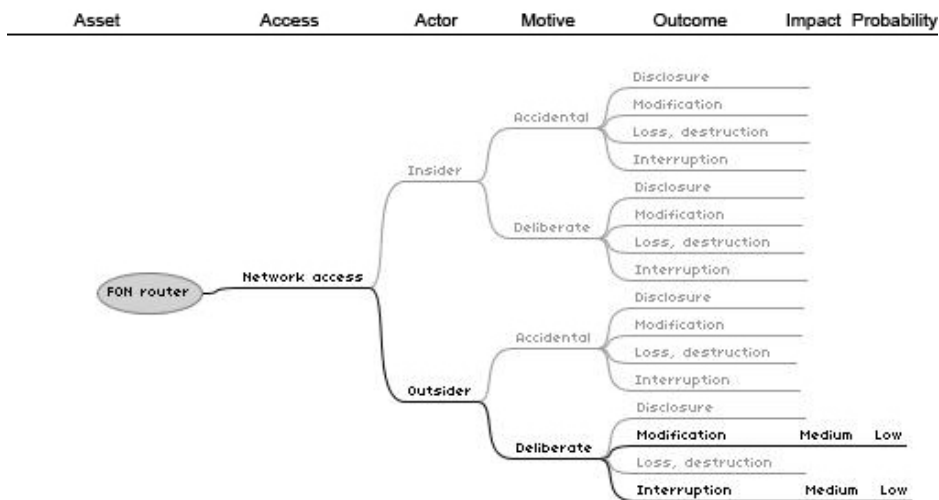 Asset Access Actor Motive Outcome Impact Probability
Disclosure
Modification
Accidental
Loss, destruction
Interruption
Insider
Disclosure
Modification
Deliberate
Loss, destruction
Interruption
FON router
Network access
Disclosure
Modification
Accidental
Loss, destruction
Interruption
Outsider
Disclosure
Modification Medium Low
Deliberate
Loss, destruction
Interruption Medium Low